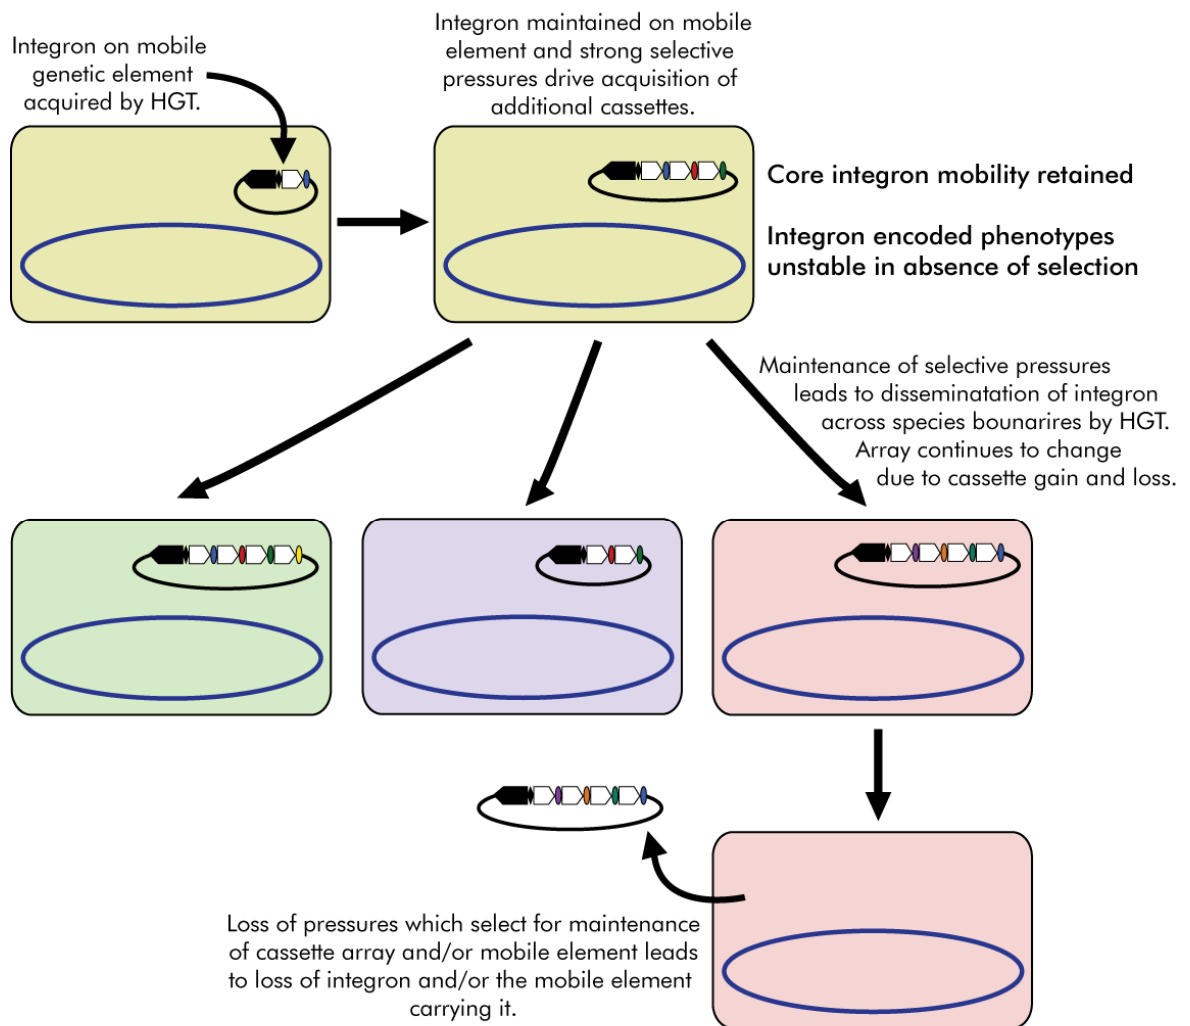 Integron on mobile
genetic element
acquired by HGT.
Integron maintained on mobile
element and strong selective
pressures drive acquisition of
additional cassettes.
Core integron mobility retained
Integron encoded phenotypes
unstable in absence of selection
Maintenance of selective pressures
leads to disseminatation of integron
across species bounarires by HGT.
Array continues to change
due to cassette gain and loss.
Loss of pressures which select for maintenance
of cassette array and/or mobile element leads
to loss of integron and/or the mobile element
carrying it.